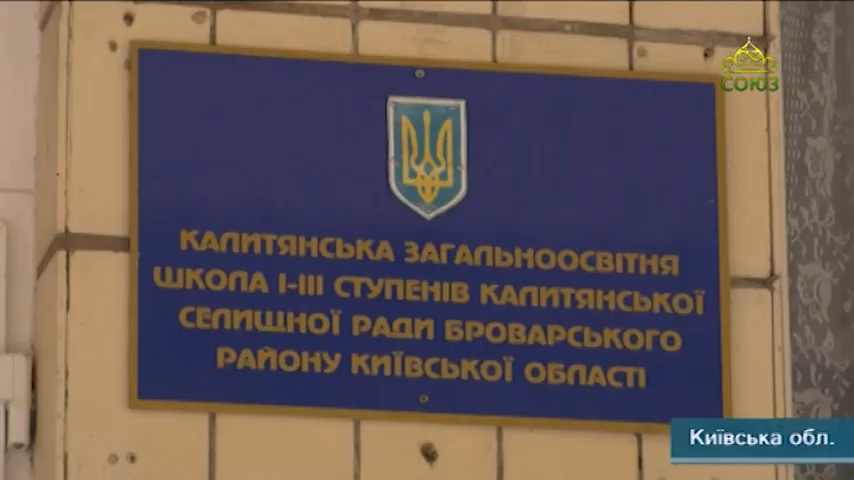 СОЮЗ
КАЛИТЯНСЬКА ЗАГАЛЬНООСВІТНЯ
ШКОЛА І-ІІІ СТУПЕНІВ КАЛИТЯНСЬКОЇ
СЕЛИЩНОЇ РАДИ БРОВАРСЬКОГО
РАЙОНУ КИЇВСЬКОЇ ОБЛАСТІ
Київська обл.